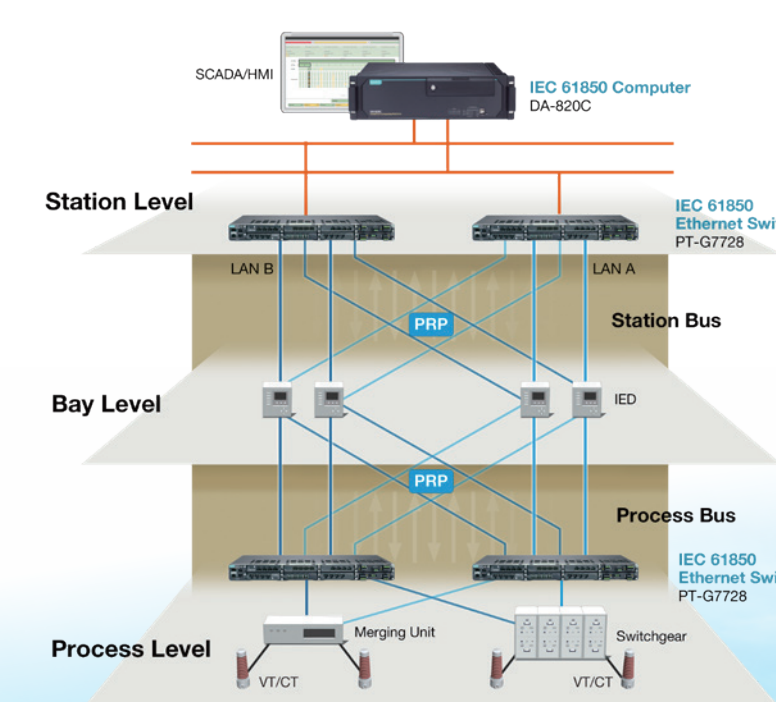 SCADA/HMI
IEC 61850 Computer
DA-820C
Station Level
IEC 61850
Ethernet Swi
PT-G7728
LAN B
LAN A
PRP
Station Bus
Bay Level
IED
PRP
Process Bus
IEC 61850
Ethernet Swi
PT-G7728
Process Level
Merging Unit
Switchgear
VT/CT
VT/CT